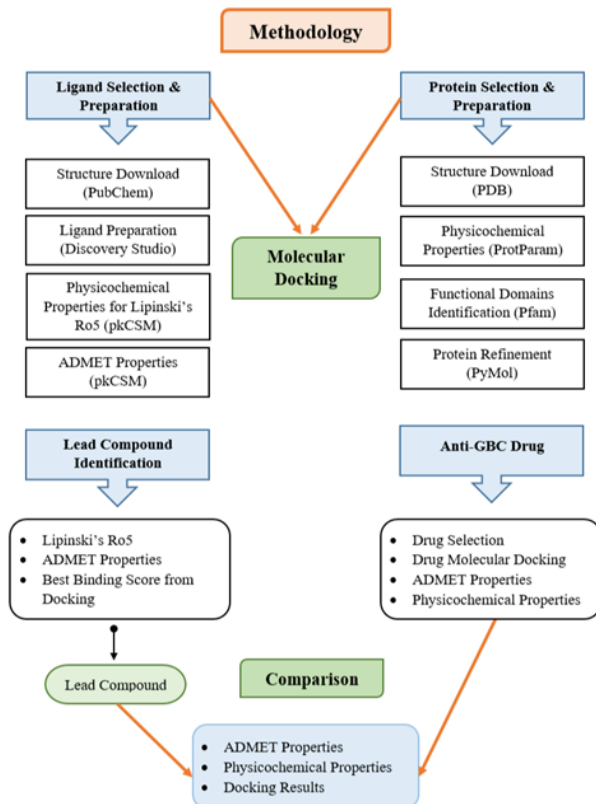 Methodology
Ligand Selection &
Preparation
Structure Download
(PubChem)
Ligand Preparation
(Discovery Studio)
Physicochemical
Properties for Lipinski's
Ro5 (pkCSM)
ADMET Properties
(pkCSM)
Protein Selection &
Preparation
Structure Download
(PDB)
Physicochemical
Properties (ProtParam)
Functional Domains
Identification (Pfam)
Protein Refinement
(PyMol)
Molecular
Docking
Lead Compound
Identification
• Lipinski's Ro5
• ADMET Properties
• Best Binding Score from
Docking
Lead Compound
Anti-GBC Drug
• Drug Selection
• Drug Molecular Docking
• ADMET Properties
• Physicochemical Properties
Comparison
• ADMET Properties
• Physicochemical Properties
• Docking Results